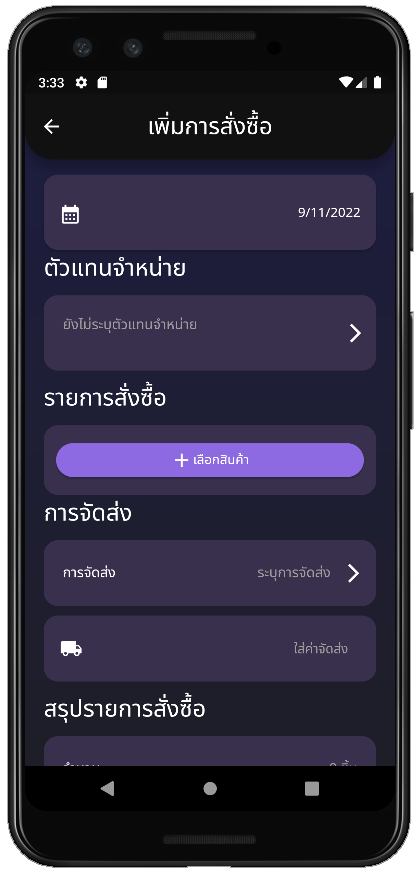 3:33
เพิ่มการสั่งซื้อ
9/11/2022
ตัวแทนจำหน่าย
ยังไม่ระบุตัวแทนจำหน่าย
รายการสั่งซื้อ
เลือกสินค้า
การจัดส่ง
การจัดส่ง ระบุการจัดส่ง
ใส่ค่าจัดส่ง
สรุปรายการสั่งซื้อ